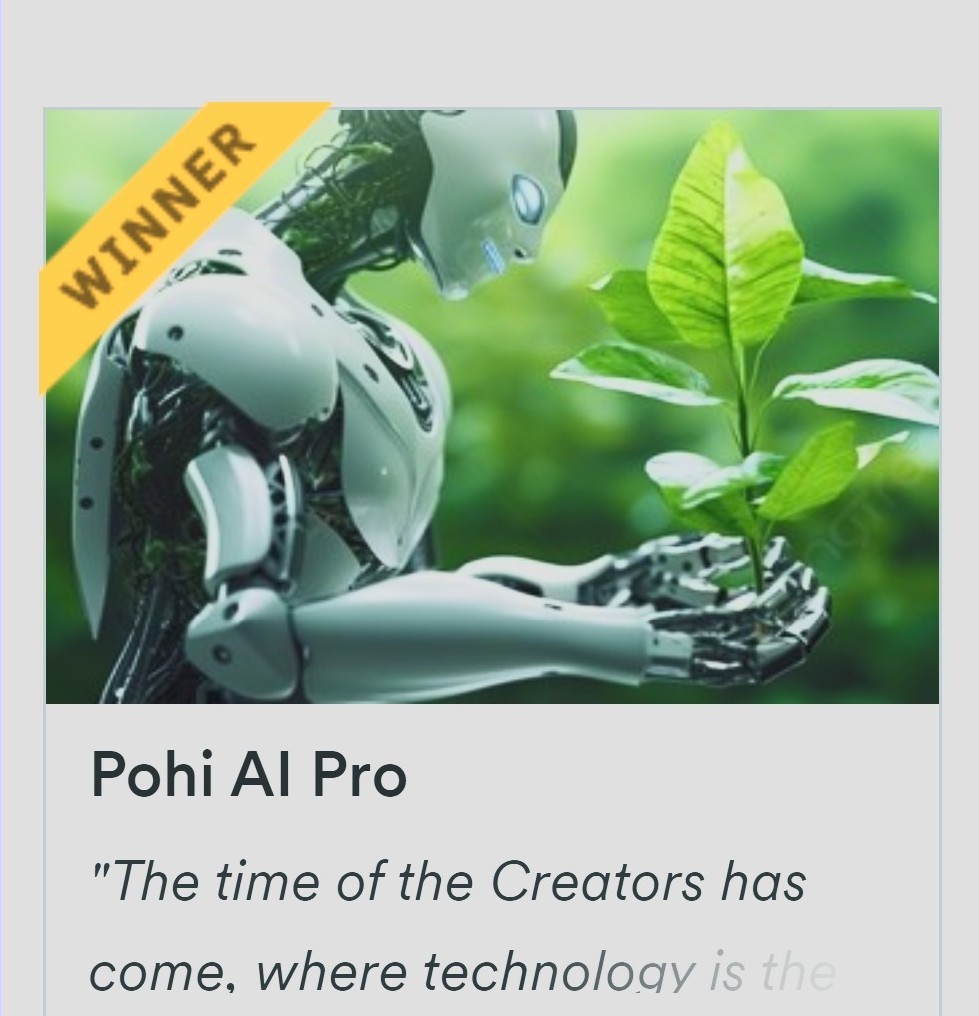 WINNER
Pohi AI Pro
"The time of the Creators has
come, where technology is the